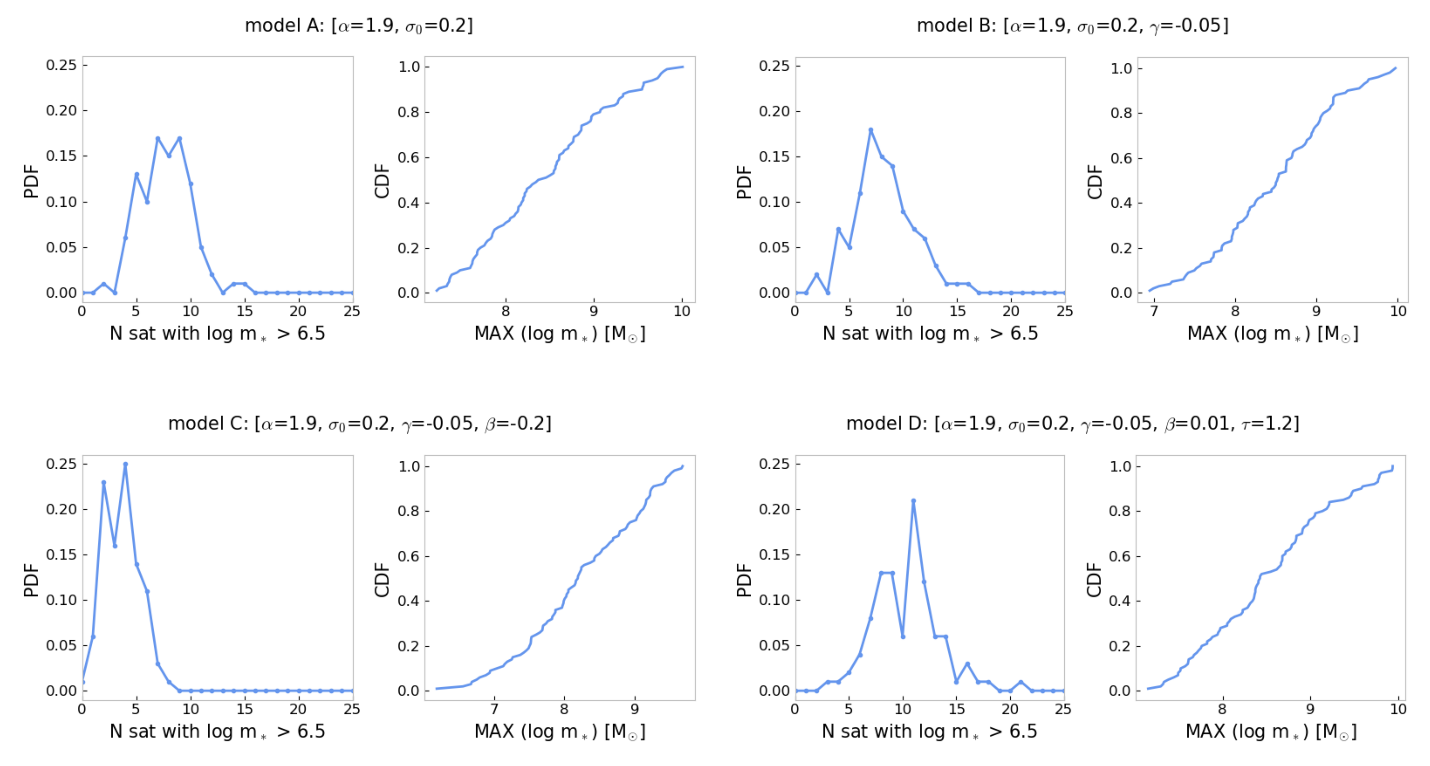 model A: [α=1.9, σ₀=0.2]
0.25
0.20
0.15
0.10
0.05
0.00
PDF
0 5 10 15 20 25
N sat with log m* > 6.5
1.0
0.8
0.6
0.4
0.2
0.0
CDF
8 9 10
MAX (log m*) [M☉]
model B: [α=1.9, σ₀=0.2, γ=-0.05]
0.25
0.20
0.15
0.10
0.05
0.00
PDF
0 5 10 15 20 25
N sat with log m* > 6.5
1.0
0.8
0.6
0.4
0.2
0.0
CDF
7 8 9 10
MAX (log m*) [M☉]
model C: [α=1.9, σ₀=0.2, γ=-0.05, β=-0.2]
0.25
0.20
0.15
0.10
0.05
0.00
PDF
0 5 10 15 20 25
N sat with log m* > 6.5
1.0
0.8
0.6
0.4
0.2
0.0
CDF
7 8 9
MAX (log m*) [M☉]
model D: [α=1.9, σ₀=0.2, γ=-0.05, β=0.01, τ=1.2]
0.25
0.20
0.15
0.10
0.05
0.00
PDF
0 5 10 15 20 25
N sat with log m* > 6.5
1.0
0.8
0.6
0.4
0.2
0.0
CDF
8 9 10
MAX (log m*) [M☉]